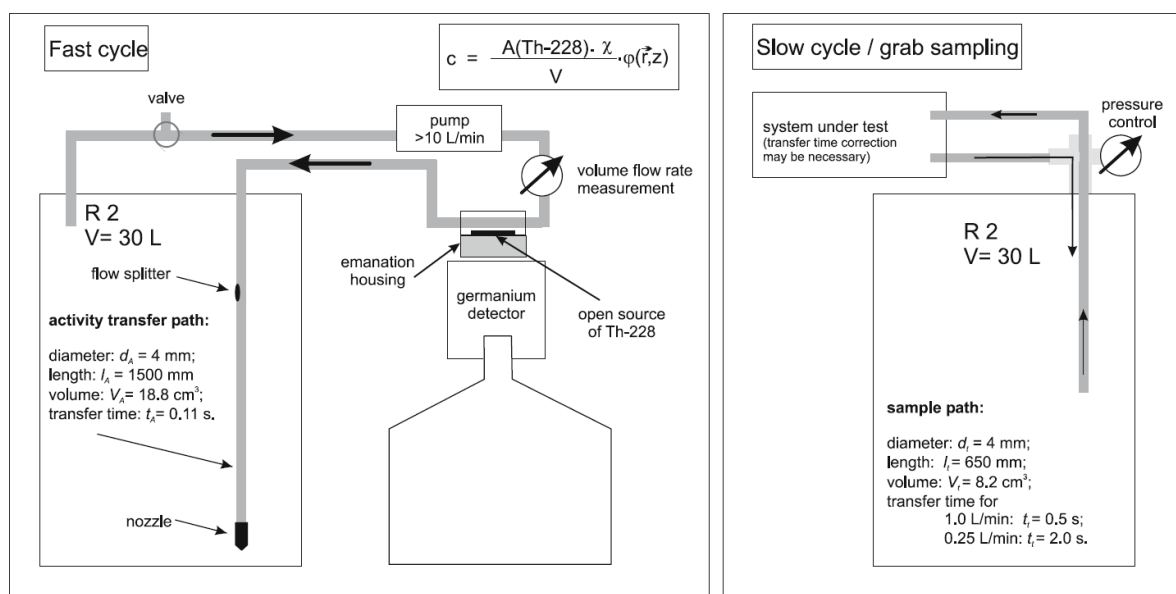 Fast cycle
c = A(Th-228)· χ / V ·φ(r⃗,z)
valve
pump
>10 L/min
volume flow rate
measurement
R 2
V= 30 L
flow splitter
emanation
housing
germanium
detector
open source
of Th-228
activity transfer path:
diameter: d_A = 4 mm;
length: l_A = 1500 mm
volume: V_A= 18.8 cm³;
transfer time: t_A= 0.11 s.
nozzle
Slow cycle / grab sampling
system under test
(transfer time correction
may be necessary)
pressure
control
R 2
V= 30 L
sample path:
diameter: d_t = 4 mm;
length: l_t = 650 mm;
volume: V_t = 8.2 cm³;
transfer time for
1.0 L/min: t_t = 0.5 s;
0.25 L/min: t_t = 2.0 s.